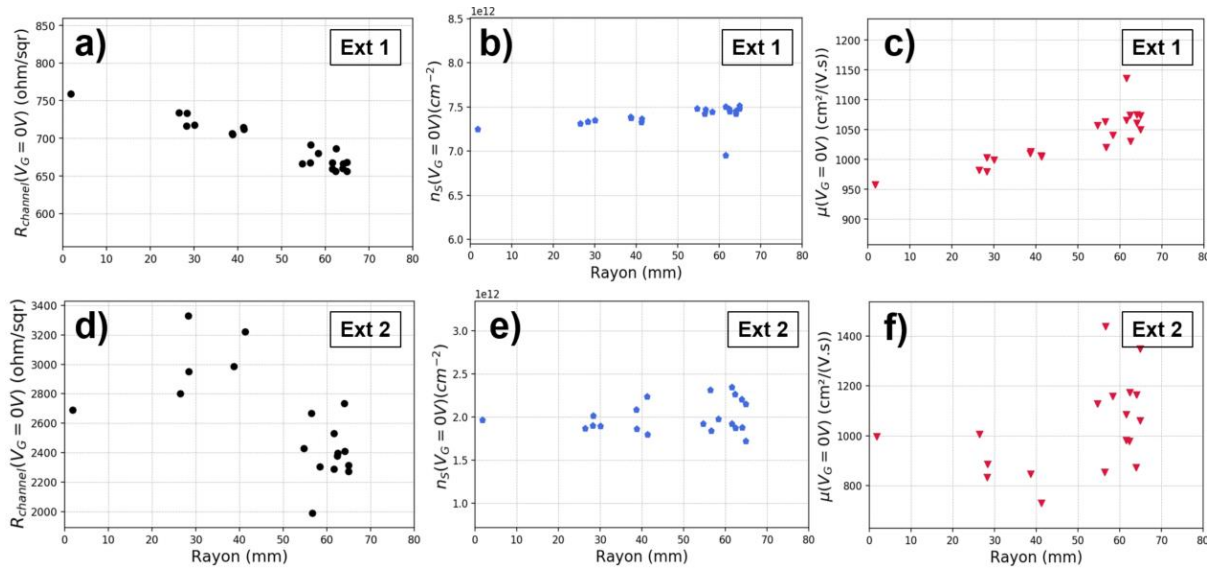 a)
Ext 1
R_channel(V_G = 0V) (ohm/sqr)
850
800
750
700
650
600
0 10 20 30 40 50 60 70 80
b)
Ext 1
1e12
n_S(V_G = 0V)(cm^-2)
8.5
8.0
7.5
7.0
6.5
6.0
0 10 20 30 40 50 60 70 80
Rayon (mm)
c)
Ext 1
μ(V_G = 0V) (cm²/(V.s))
1200
1150
1100
1050
1000
950
900
0 10 20 30 40 50 60 70 80
d)
Ext 2
R_channel(V_G = 0V) (ohm/sqr)
3400
3200
3000
2800
2600
2400
2200
2000
0 10 20 30 40 50 60 70 80
Rayon (mm)
e)
Ext 2
1e12
n_S(V_G = 0V)(cm^-2)
3.0
2.5
2.0
1.5
1.0
0 10 20 30 40 50 60 70 80
Rayon (mm)
f)
Ext 2
μ(V_G = 0V) (cm²/(V.s))
1400
1200
1000
800
0 10 20 30 40 50 60 70 80
Rayon (mm)